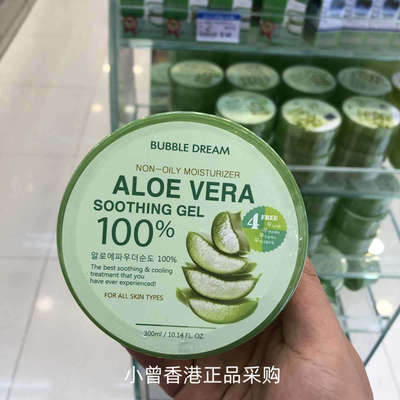 BUBBLE DREAM
NON-OILY MOISTURIZER
ALOE VERA
SOOTHING GEL
100%
4 FREE
알로에파우더순도 100%
The best soothing & cooling
treatment that you
have ever experienced!
FOR ALL SKIN TYPES
300ml / 10.14 FL. OZ.
小曾香港正品采购